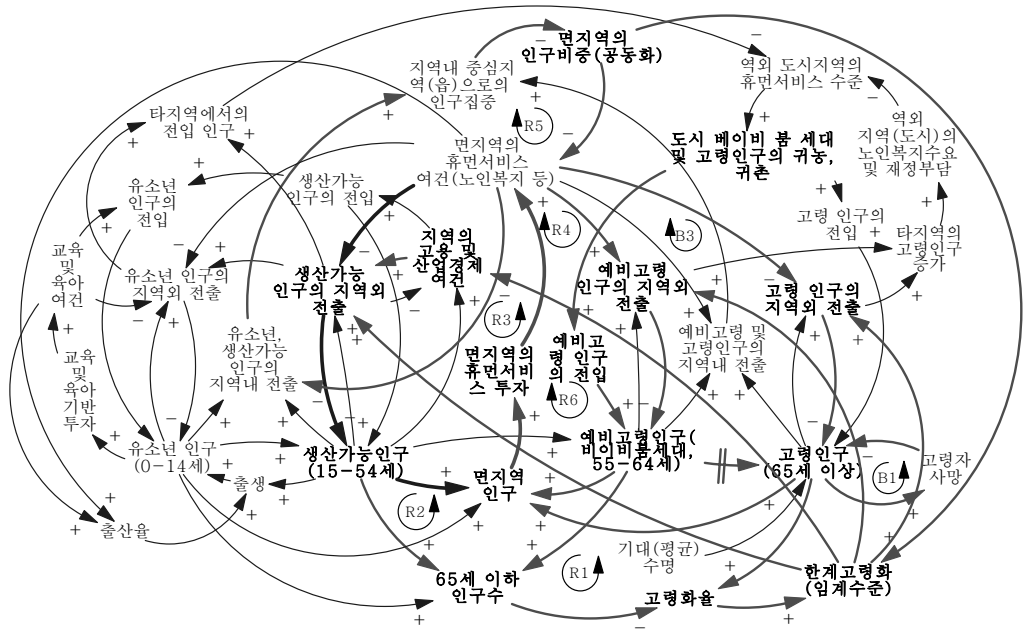 면지역의
인구비중(공동화)
지역내 중심지
역(읍)으로의
인구집중
역외 도시지역의
휴먼서비스 수준
타지역에서의
전입 인구
R5
역외
지역(도시)의
노인복지수요
및 재정부담
도시 베이비 붐 세대
및 고령인구의 귀농,
귀촌
면지역의
휴먼서비스
여건(노인복지 등)
유소년
인구의
전입
생산가능
인구의 전입
고령 인구의
전입
타지역의
고령인구
증가
R4
B3
지역의
고용 및
산업경제
여건
교육
및
육아
여건
유소년 인구의
지역외 전출
생산가능
인구의 지역외
전출
예비고령
인구의 지역외
전출
고령 인구의
지역외 전출
R3
유소년,
생산가능
인구의
지역내 전출
면지역의
휴먼서비
스 투자
예비고
령 인구
의 전입
예비고령 및
고령인구의
지역내 전출
교육
및
육아
기반
투자
R6
유소년 인구
(0-14세)
생산가능인구
(15-54세)
예비고령인구(
비이비붐세대,
55-64세)
고령인구
(65세 이상)
고령자
사망
B1
출생
면지역
인구
R2
출산율
기대(평균)
수명
R1
65세 이하
인구수
고령화율
한계고령화
(임계수준)